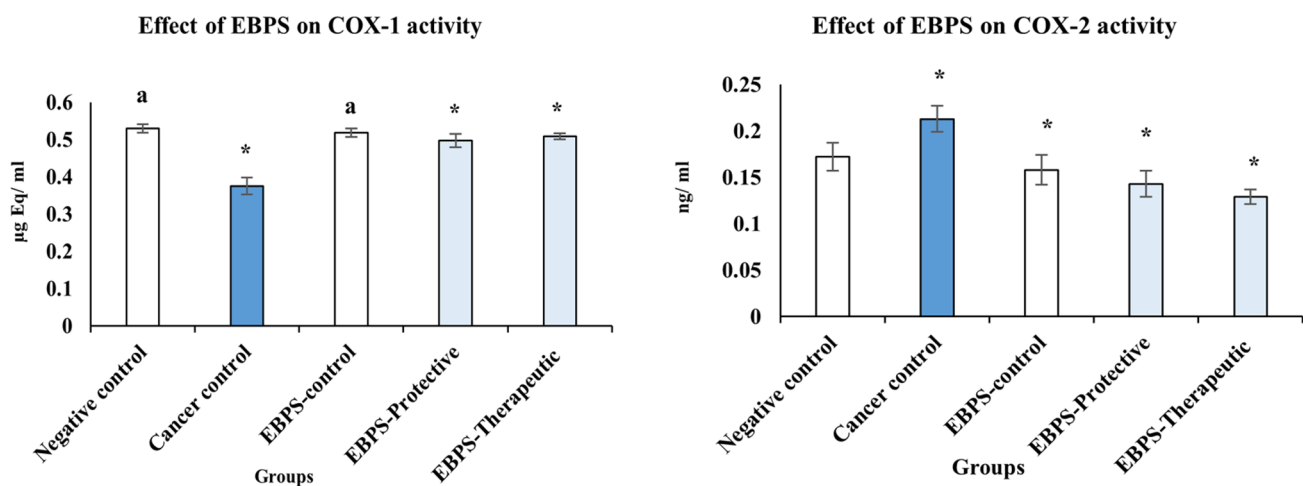 Effect of EBPS on COX-1 activity
µg Eq/ ml
0.6
0.5
0.4
0.3
0.2
0.1
0
a
*
a
*
*
Negative control
Cancer control
EBPS-control
EBPS-Protective
EBPS-Therapeutic
Groups
Effect of EBPS on COX-2 activity
ng/ ml
0.25
0.2
0.15
0.1
0.05
0
*
*
*
*
Negative control
Cancer control
EBPS-control
EBPS-Protective
EBPS-Therapeutic
Groups